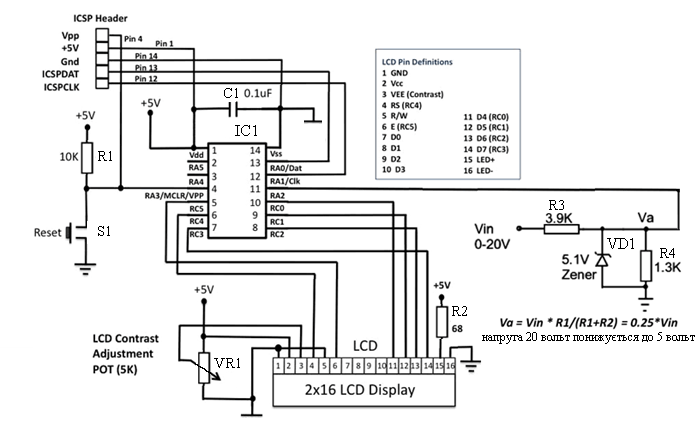 ICSP Header
Vpp
+5V
Gnd
ICSPDAT
ICSPCLK
Pin 4
Pin 1
Pin 14
Pin 13
Pin 12
C1 0.1uF
+5V
IC1
+5V
10K
R1
Reset
S1
Vdd
RA5
RA4
RA3/MCLR/VPP
RC5
RC4
RC3
1
2
3
4
5
6
7
14
13
12
11
10
9
8
Vss
RA0/Dat
RA1/Clk
RA2
RC0
RC1
RC2
LCD Pin Definitions
1 GND
2 Vcc
3 VEE (Contrast)
4 RS (RC4)
5 R/W
6 E (RC5)
7 D0
8 D1
9 D2
10 D3
11 D4 (RC0)
12 D5 (RC1)
13 D6 (RC2)
14 D7 (RC3)
15 LED+
16 LED-
Vin
0-20V
R3
3.9K
Va
VD1
5.1V
Zener
R4
1.3K
Va = Vin * R1/(R1+R2) = 0.25*Vin
напруга 20 вольт понижується до 5 вольт
+5V
R2
68
+5V
LCD Contrast
Adjustment
POT (5K)
VR1
LCD
1 2 3 4 5 6 7 8 9 10 11 12 13 14 15 16
2x16 LCD Display